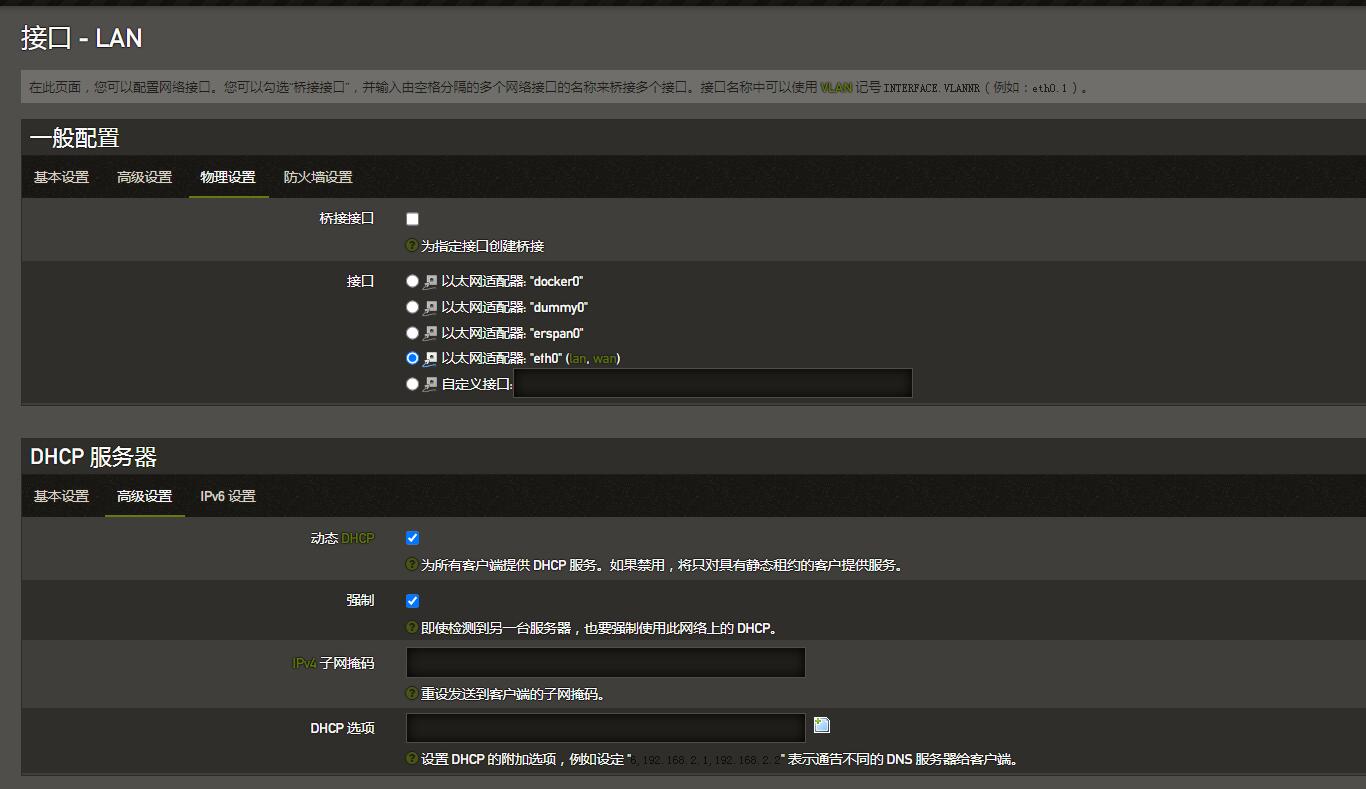 接口 - LAN
在此页面，您可以配置网络接口。您可以勾选“桥接接口”，并输入由空格分隔的多个网络接口的名称来桥接多个接口。接口名称中可以使用 VLAN 记号 INTERFACE.VLANNR（例如：eth0.1）。
一般配置
基本设置 高级设置 物理设置 防火墙设置
桥接接口
为指定接口创建桥接
接口 以太网适配器: "docker0"
以太网适配器: "dummy0"
以太网适配器: "erspan0"
以太网适配器: "eth0" (lan, wan)
自定义接口:
DHCP 服务器
基本设置 高级设置 IPv6 设置
动态 DHCP
为所有客户端提供 DHCP 服务。如果禁用，将只对具有静态租约的客户提供服务。
强制
即使检测到另一台服务器，也要强制使用此网络上的 DHCP。
IPv4 子网掩码
重设发送到客户端的子网掩码。
DHCP 选项
设置 DHCP 的附加选项，例如设定 "6,192.168.2.1,192.168.2.2" 表示通告不同的 DNS 服务器给客户端。